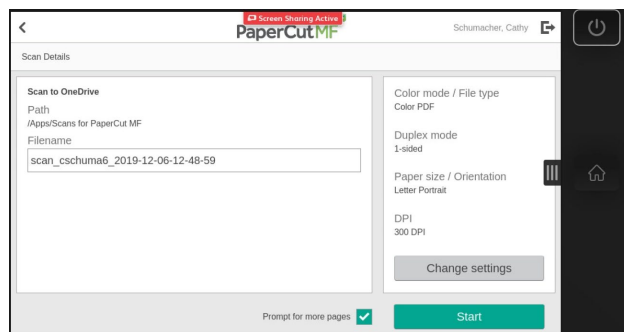 Screen Sharing Active
PaperCut MF
Schumacher, Cathy
Scan Details
Scan to OneDrive
Path
/Apps/Scans for PaperCut MF
Filename
scan_cschuma6_2019-12-06-12-48-59
Color mode / File type
Color PDF
Duplex mode
1-sided
Paper size / Orientation
Letter Portrait
DPI
300 DPI
Change settings
Prompt for more pages
Start